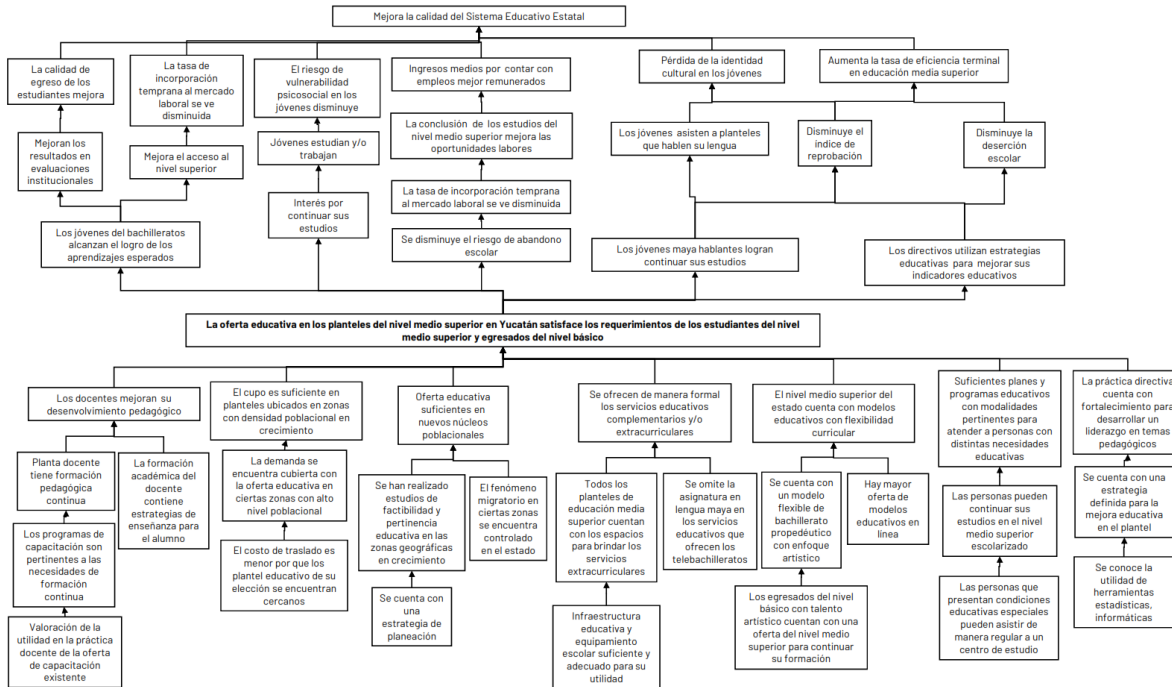 Mejora la calidad del Sistema Educativo Estatal
La calidad de
egreso de los
estudiantes mejora
La tasa de
incorporación
temprana al mercado
laboral se ve
disminuida
El riesgo de
vulnerabilidad
psicosocial en los
jóvenes disminuye
Ingresos medios por contar con
empleos mejor remunerados
Pérdida de la identidad
cultural en los jóvenes
Aumenta la tasa de eficiencia terminal
en educación media superior
Mejoran los
resultados en
evaluaciones
institucionales
Mejora el acceso al
nivel superior
Jóvenes estudian y/o
trabajan
La conclusión de los estudios del
nivel medio superior mejora las
oportunidades labores
Los jóvenes asisten a planteles
que hablen su lengua
Disminuye el
índice de
reprobación
Disminuye la
deserción
escolar
Interés por
continuar sus
estudios
La tasa de incorporación temprana
al mercado laboral se ve disminuida
Los jóvenes del bachilleratos
alcanzan el logro de los
aprendizajes esperados
Se disminuye el riesgo de abandono
escolar
Los jóvenes maya hablantes logran
continuar sus estudios
Los directivos utilizan estrategias
educativas para mejorar sus
indicadores educativos
La oferta educativa en los planteles del nivel medio superior en Yucatán satisface los requerimientos de los estudiantes del nivel
medio superior y egresados del nivel básico
Los docentes mejoran su
desenvolvimiento pedagógico
El cupo es suficiente en
planteles ubicados en zonas
con densidad poblacional en
crecimiento
Oferta educativa
suficientes en
nuevos núcleos
poblacionales
Se ofrecen de manera formal
los servicios educativos
complementarios y/o
extracurriculares
El nivel medio superior del
estado cuenta con modelos
educativos con flexibilidad
curricular
Suficientes planes y
programas educativos
con modalidades
pertinentes para
atender a personas con
distintas necesidades
educativas
La práctica directiva
cuenta con
fortalecimiento para
desarrollar un
liderazgo en temas
pedagógicos
Planta docente
tiene formación
pedagógica
continua
La formación
académica del
docente contiene
estrategias de
enseñanza para
el alumno
La demanda se
encuentra cubierta con
la oferta educativa en
ciertas zonas con alto
nivel poblacional
Se han realizado
estudios de
factibilidad y
pertinencia
educativa en las
zonas geográficas
en crecimiento
El fenómeno
migratorio en
ciertas zonas
se encuentra
controlado
en el estado
Todos los
planteles de
educación media
superior cuentan
con los espacios
para brindar los
servicios
extracurriculares
Se omite la
asignatura en
lengua maya en
los servicios
educativos que
ofrecen los
telebachilleratos
Se cuenta con
un modelo
flexible de
bachillerato
propedéutico
con enfoque
artístico
Hay mayor
oferta de
modelos
educativos en
línea
Las personas pueden
continuar sus
estudios en el nivel
medio superior
escolarizado
Se cuenta con una
estrategia
definida para
la mejora educativa
en el plantel
Los programas de
capacitación son
pertinentes a las
necesidades de
formación
continua
El costo de traslado es
menor por que los
plantel educativo de su
elección se encuentran
cercanos
Se cuenta con
una
estrategia de
planeación
Infraestructura
educativa y
equipamiento
escolar suficiente y
adecuado para su
utilidad
Los egresados del nivel
básico con talento
artístico cuentan con una
oferta del nivel medio
superior para continuar
su formación
Las personas que
presentan condiciones
educativas especiales
pueden asistir de
manera regular a un
centro de estudio
Se conoce la
utilidad de
herramientas
estadísticas,
informáticas
Valoración de la
utilidad en la práctica
docente de la oferta
de capacitación
existente